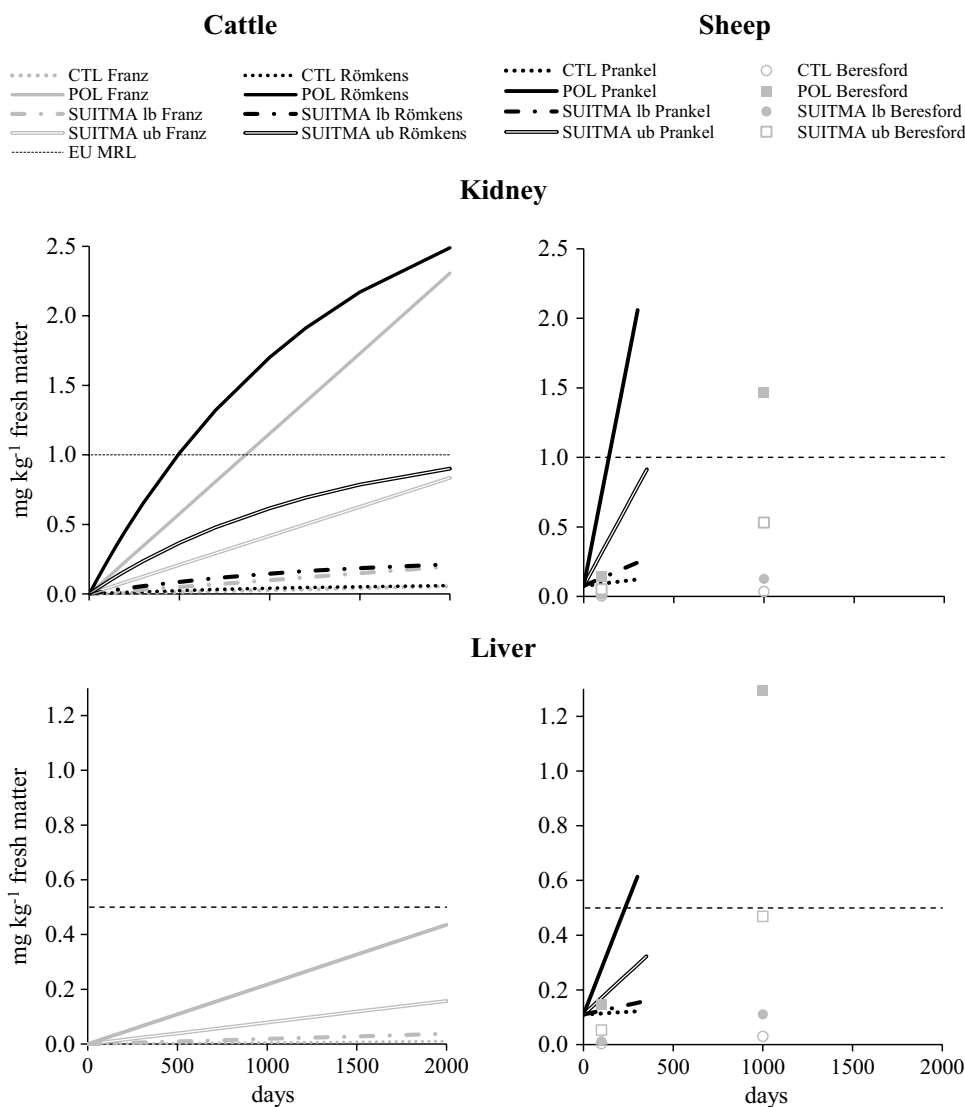 Cattle
Sheep
CTL Franz
POL Franz
SUITMA lb Franz
SUITMA ub Franz
EU MRL
CTL Römkens
POL Römkens
SUITMA lb Römkens
SUITMA ub Römkens
CTL Prankel
POL Prankel
SUITMA lb Prankel
SUITMA ub Prankel
CTL Beresford
POL Beresford
SUITMA lb Beresford
SUITMA ub Beresford
Kidney
mg kg⁻¹ fresh matter
2.5
2.0
1.5
1.0
0.5
0.0
2.5
2.0
1.5
1.0
0.5
0.0
0 500 1000 1500 2000
Liver
mg kg⁻¹ fresh matter
1.2
1.0
0.8
0.6
0.4
0.2
0.0
0 500 1000 1500 2000
days
1.2
1.0
0.8
0.6
0.4
0.2
0.0
0 500 1000 1500 2000
days